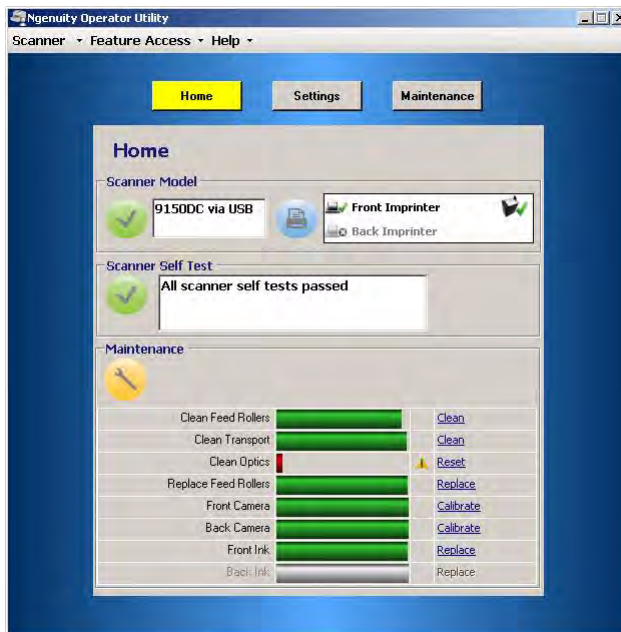 Ngenuity Operator Utility
Scanner Feature Access Help
Home Settings Maintenance
Home
Scanner Model
9150DC via USB
Front Imprinter
Back Imprinter
Scanner Self Test
All scanner self tests passed
Maintenance
Clean Feed Rollers Clean
Clean Transport Clean
Clean Optics Reset
Replace Feed Rollers Replace
Front Camera Calibrate
Back Camera Calibrate
Front Ink Replace
Back Ink Replace